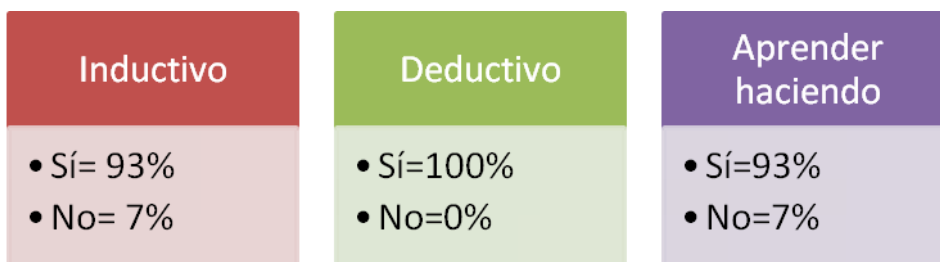 Inductivo
• Sí= 93%
• No= 7%
Deductivo
• Sí=100%
• No=0%
Aprender
haciendo
• Sí=93%
• No=7%